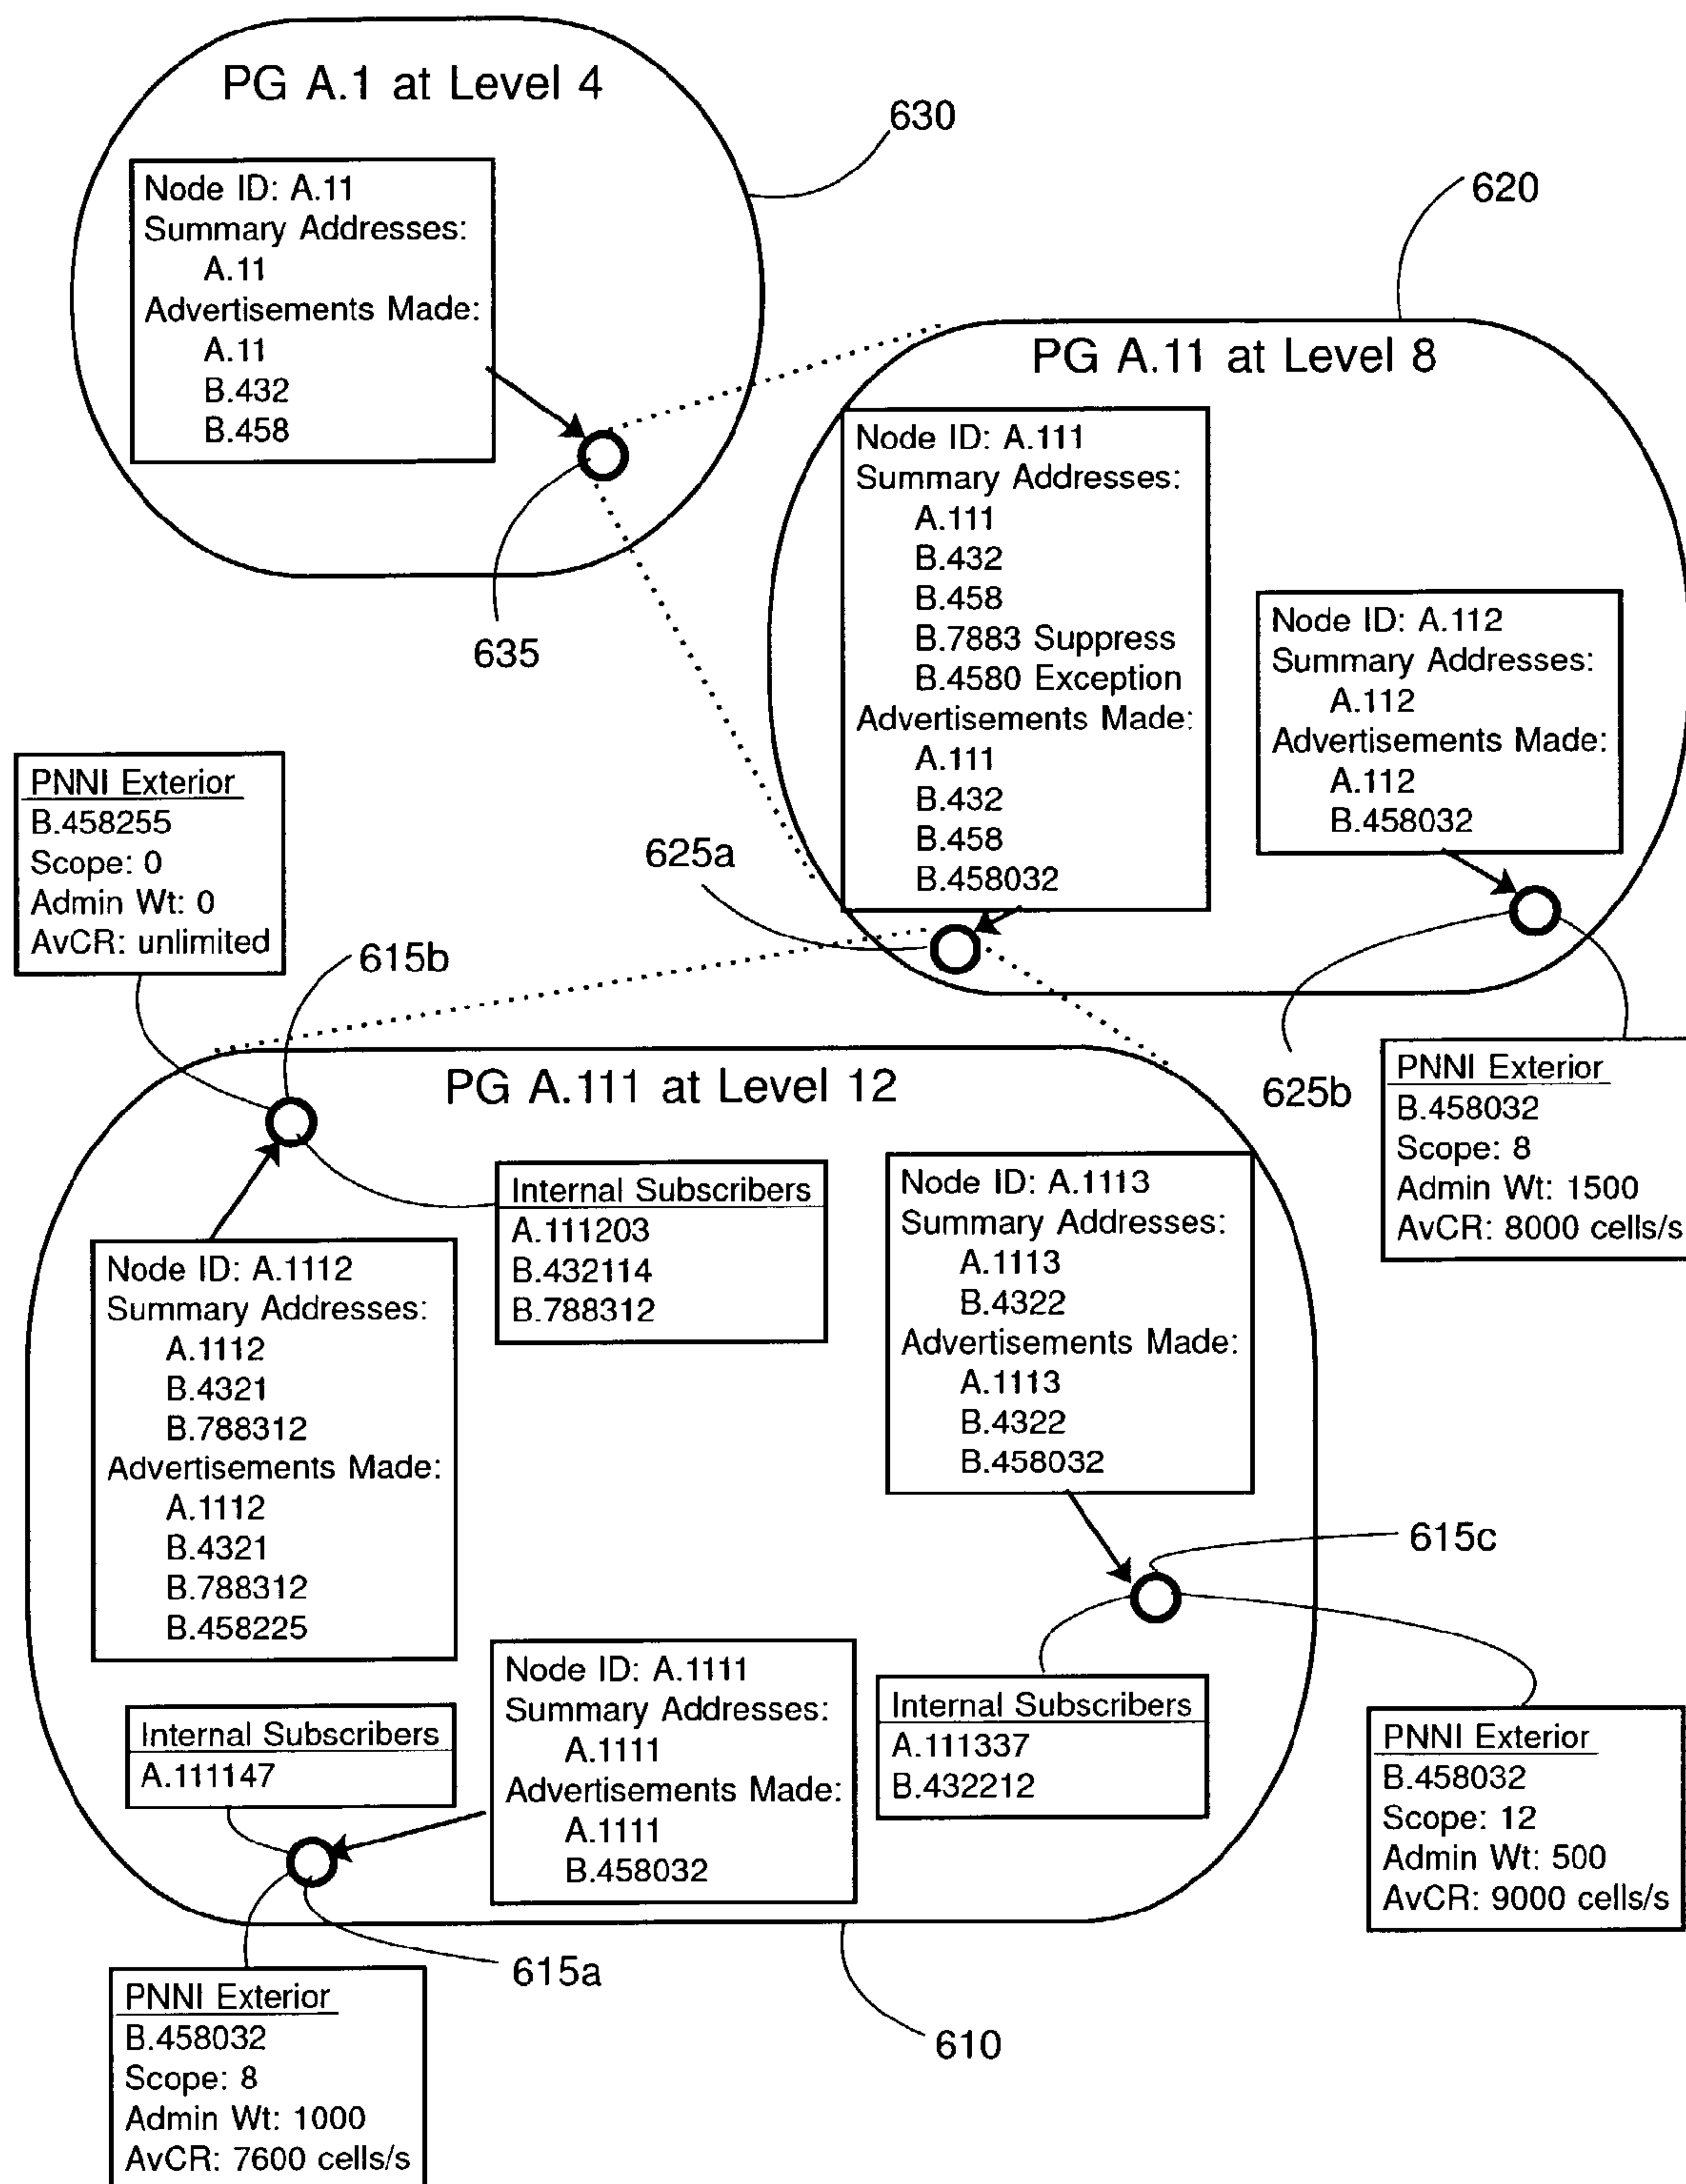 PG A.1 at Level 4
630
Node ID: A.11
Summary Addresses:
A.11
Advertisements Made:
A.11
B.432
B.458
635
620
PG A.11 at Level 8
Node ID: A.111
Summary Addresses:
A.111
B.432
B.458
B.7883 Suppress
B.4580 Exception
Advertisements Made:
A.111
B.432
B.458
B.458032
625a
Node ID: A.112
Summary Addresses:
A.112
Advertisements Made:
A.112
B.458032
625b
PNNI Exterior
B.458032
Scope: 8
Admin Wt: 1500
AvCR: 8000 cells/s
PNNI Exterior
B.458255
Scope: 0
Admin Wt: 0
AvCR: unlimited
615b
PG A.111 at Level 12
Internal Subscribers
A.111203
B.432114
B.788312
Node ID: A.1112
Summary Addresses:
A.1112
B.4321
B.788312
Advertisements Made:
A.1112
B.4321
B.788312
B.458225
Node ID: A.1113
Summary Addresses:
A.1113
B.4322
Advertisements Made:
A.1113
B.4322
B.458032
615c
Internal Subscribers
A.111337
B.432212
PNNI Exterior
B.458032
Scope: 12
Admin Wt: 500
AvCR: 9000 cells/s
Node ID: A.1111
Summary Addresses:
A.1111
Advertisements Made:
A.1111
B.458032
Internal Subscribers
A.111147
615a
PNNI Exterior
B.458032
Scope: 8
Admin Wt: 1000
AvCR: 7600 cells/s
610